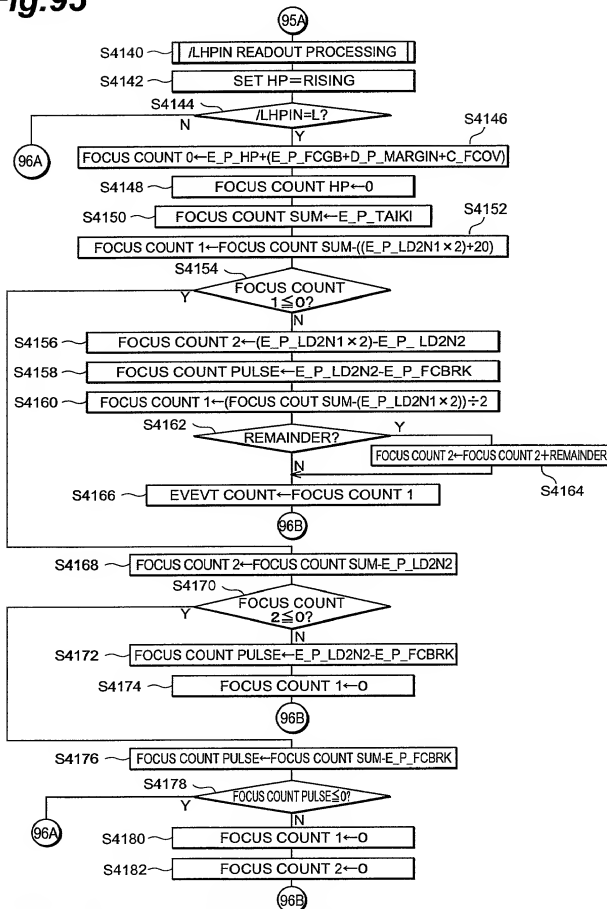 Fig.95
95A
S4140
/LHPIN READOUT PROCESSING
S4142
SET HP=RISING
S4144
/LHPIN=L?
N
Y
96A
S4146
FOCUS COUNT 0←E_P_HP+(E_P_FCGB+D_P_MARGIN+C_FCOV)
S4148
FOCUS COUNT HP←0
S4150
FOCUS COUNT SUM←E_P_TAIKI
S4152
FOCUS COUNT 1←FOCUS COUNT SUM-((E_P_LD2N1×2)+20)
S4154
FOCUS COUNT
1≦0?
Y
N
S4156
FOCUS COUNT 2←(E_P_LD2N1×2)-E_P_ LD2N2
S4158
FOCUS COUNT PULSE←E_P_LD2N2-E_P_FCBRK
S4160
FOCUS COUNT 1←(FOCUS COUT SUM-(E_P_LD2N1×2))÷2
S4162
REMAINDER?
Y
N
FOCUS COUNT 2←FOCUS COUNT 2+REMAINDER
S4164
S4166
EVEVT COUNT←FOCUS COUNT 1
96B
S4168
FOCUS COUNT 2←FOCUS COUNT SUM-E_P_LD2N2
S4170
FOCUS COUNT
2≦0?
Y
N
S4172
FOCUS COUNT PULSE←E_P_LD2N2-E_P_FCBRK
S4174
FOCUS COUNT 1←0
96B
S4176
FOCUS COUNT PULSE←FOCUS COUNT SUM-E_P_FCBRK
S4178
FOCUS COUNT PULSE≦0?
Y
N
96A
S4180
FOCUS COUNT 1←0
S4182
FOCUS COUNT 2←0
96B